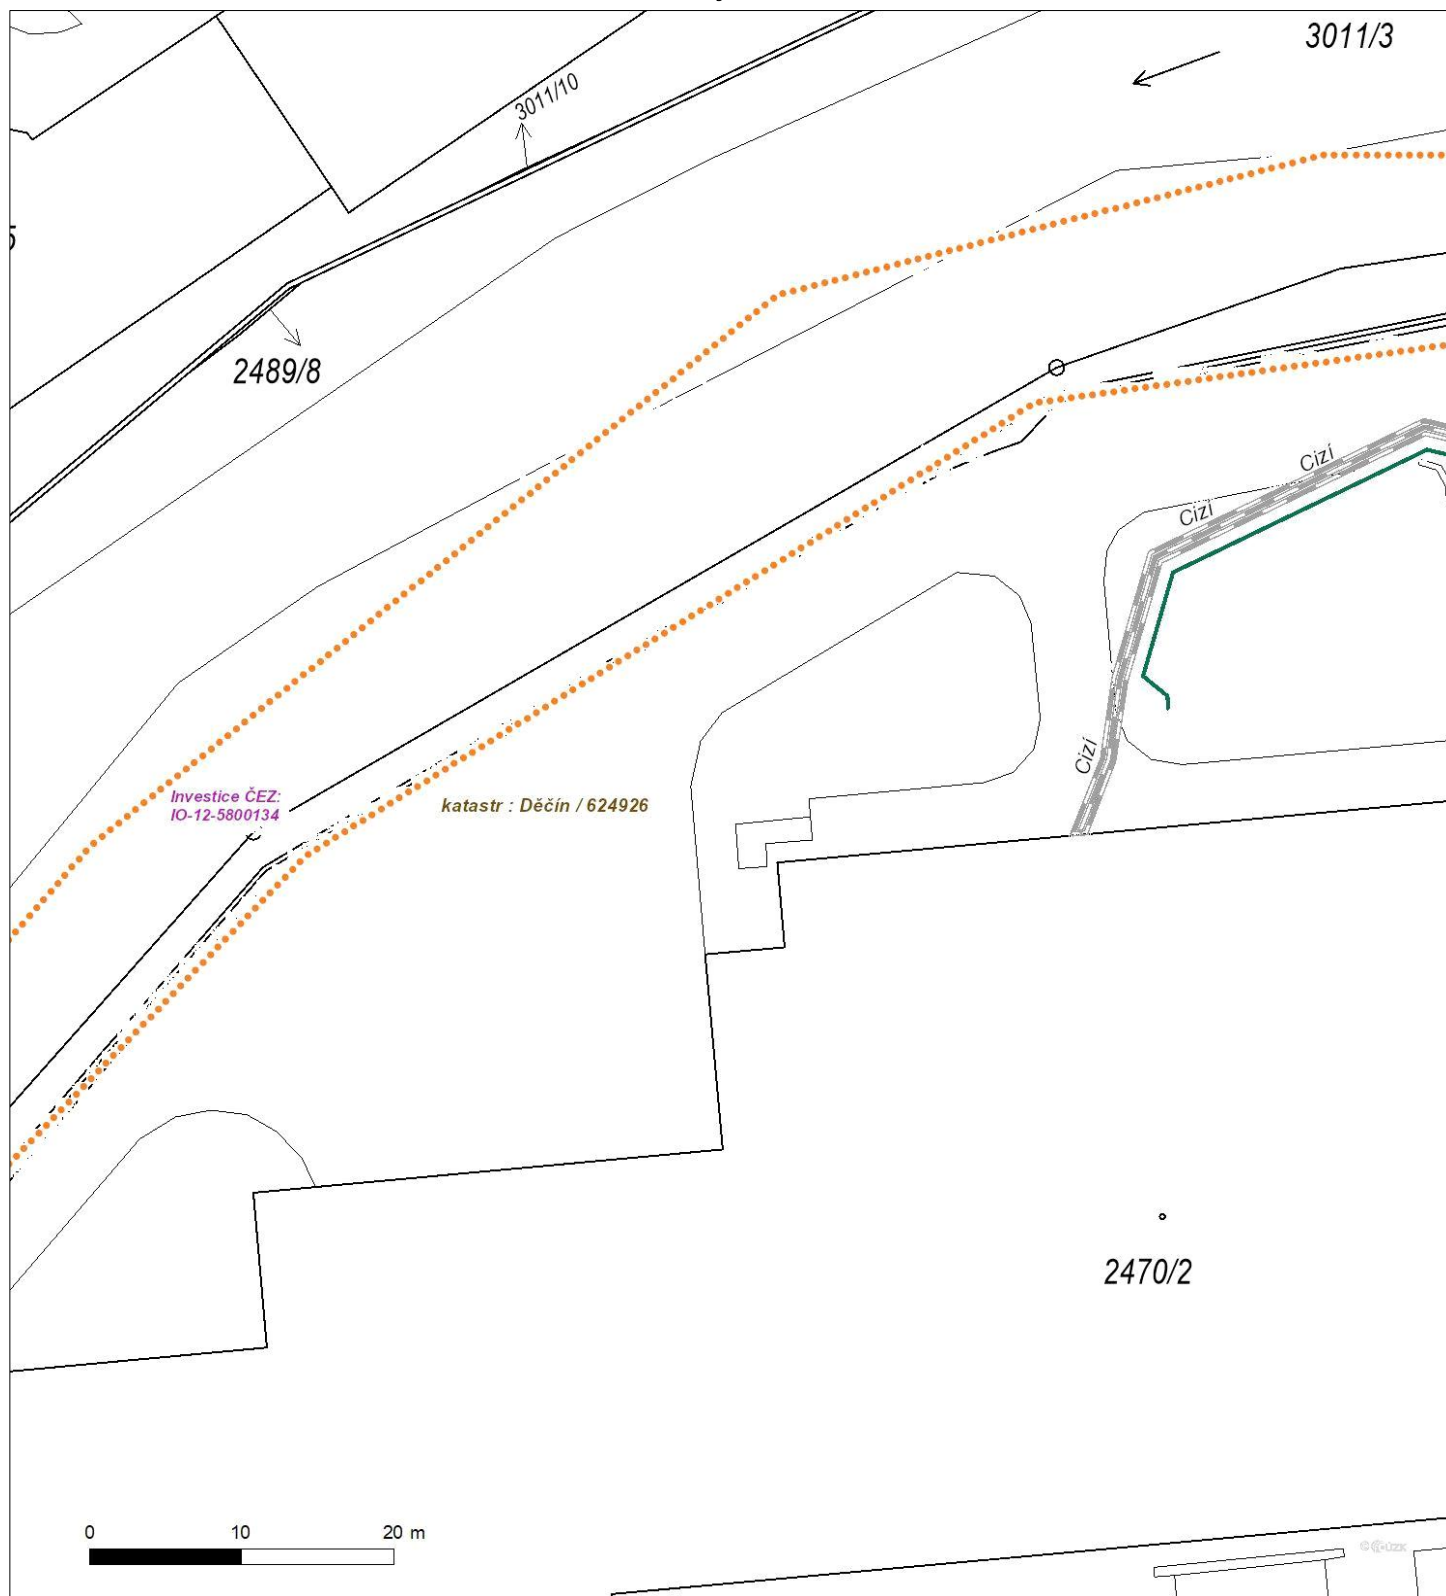 3011/3
3011/10
2489/8
Cizí
Cizí
Cizí
Investice ČEZ:
IO-12-5800134
katastr : Děčín / 624926
2470/2
0 10 20 m